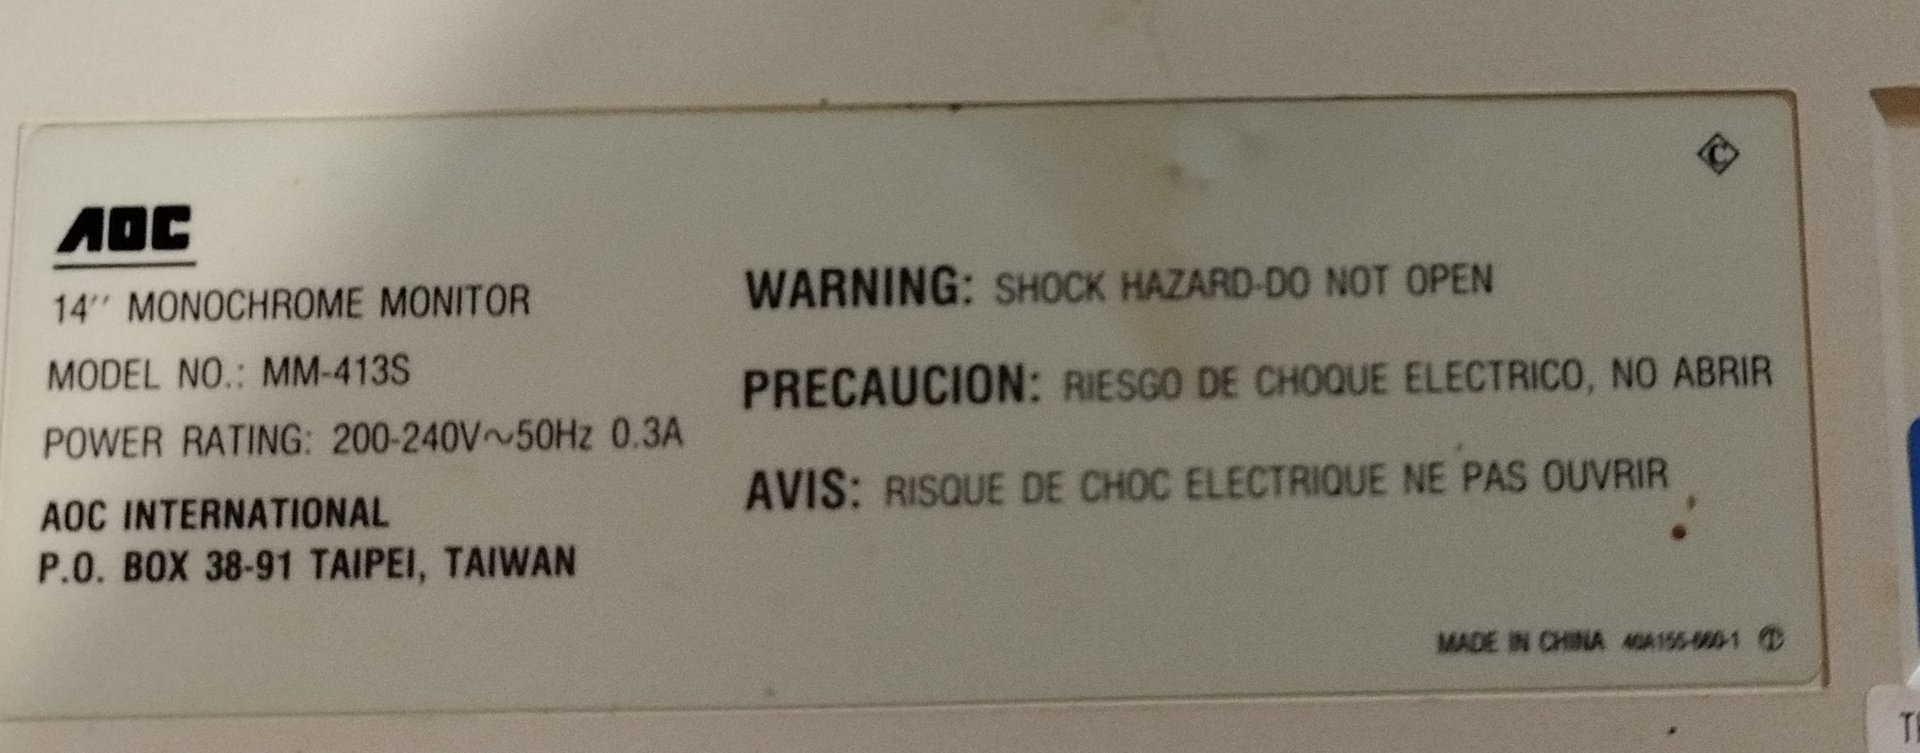 AOC
14'' MONOCHROME MONITOR
MODEL NO.: MM-413S
POWER RATING: 200-240V~50Hz 0.3A
AOC INTERNATIONAL
P.O. BOX 38-91 TAIPEI, TAIWAN
C
WARNING: SHOCK HAZARD-DO NOT OPEN
PRECAUCION: RIESGO DE CHOQUE ELECTRICO, NO ABRIR
AVIS: RISQUE DE CHOC ELECTRIQUE NE PAS OUVRIR
MADE IN CHINA